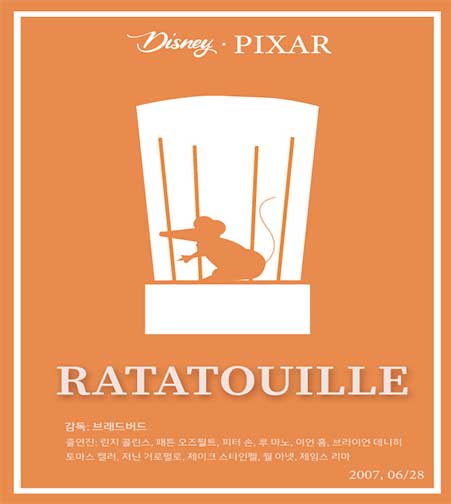 Disney · PIXAR
RATATOUILLE
감독: 브래드버드
출연진: 린지 콜린스, 패튼 오즈월트, 피터 손, 루 마노, 이언 홈, 브라이언 데니히
토마스 켈러, 저닌 거로펄로, 제이크 스타인펠, 윌 아넷, 제임스 리마
2007, 06/28